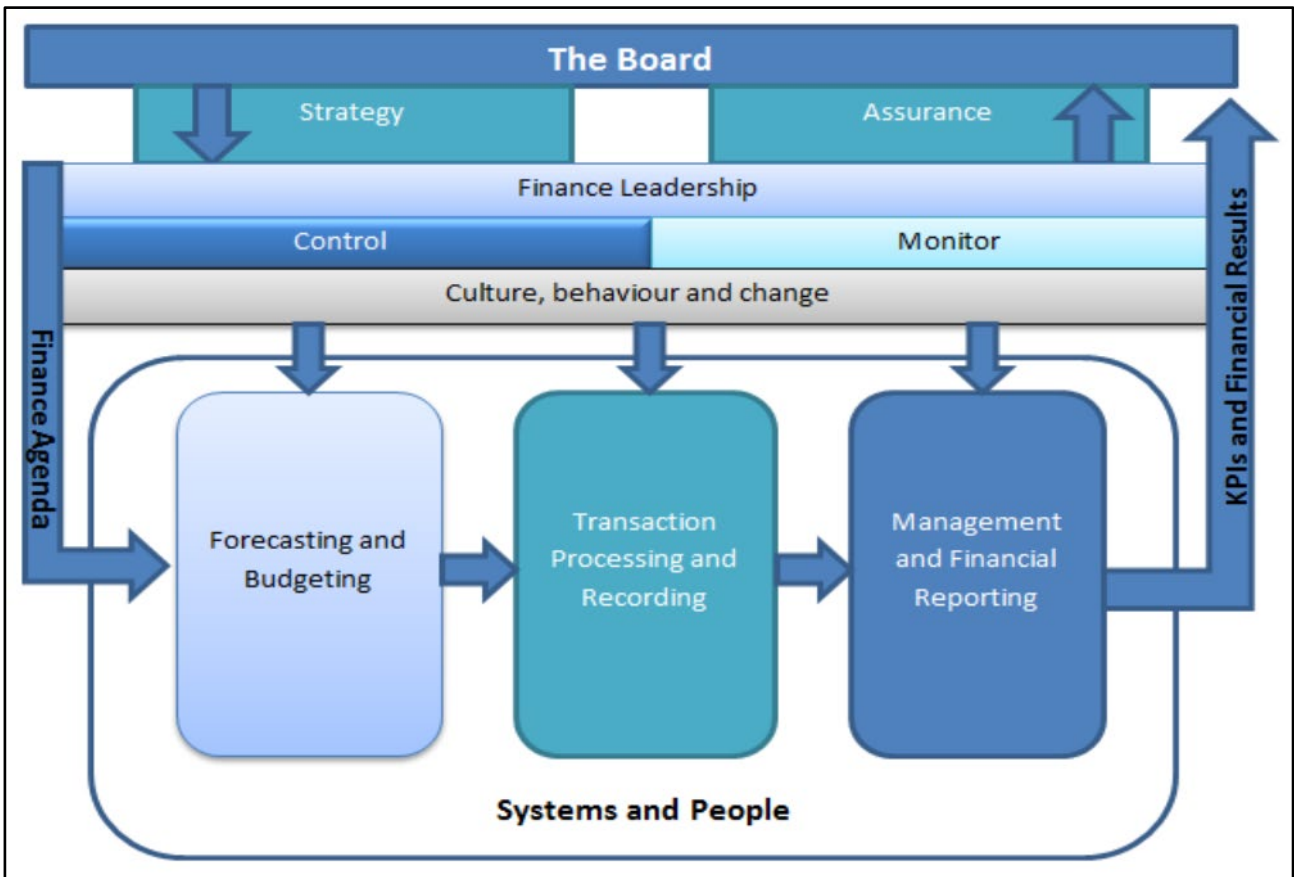 The Board
Strategy
Assurance
Finance Leadership
Control
Monitor
Culture, behaviour and change
Finance Agenda
KPIs and Financial Results
Forecasting and
Budgeting
Transaction
Processing and
Recording
Management
and Financial
Reporting
Systems and People